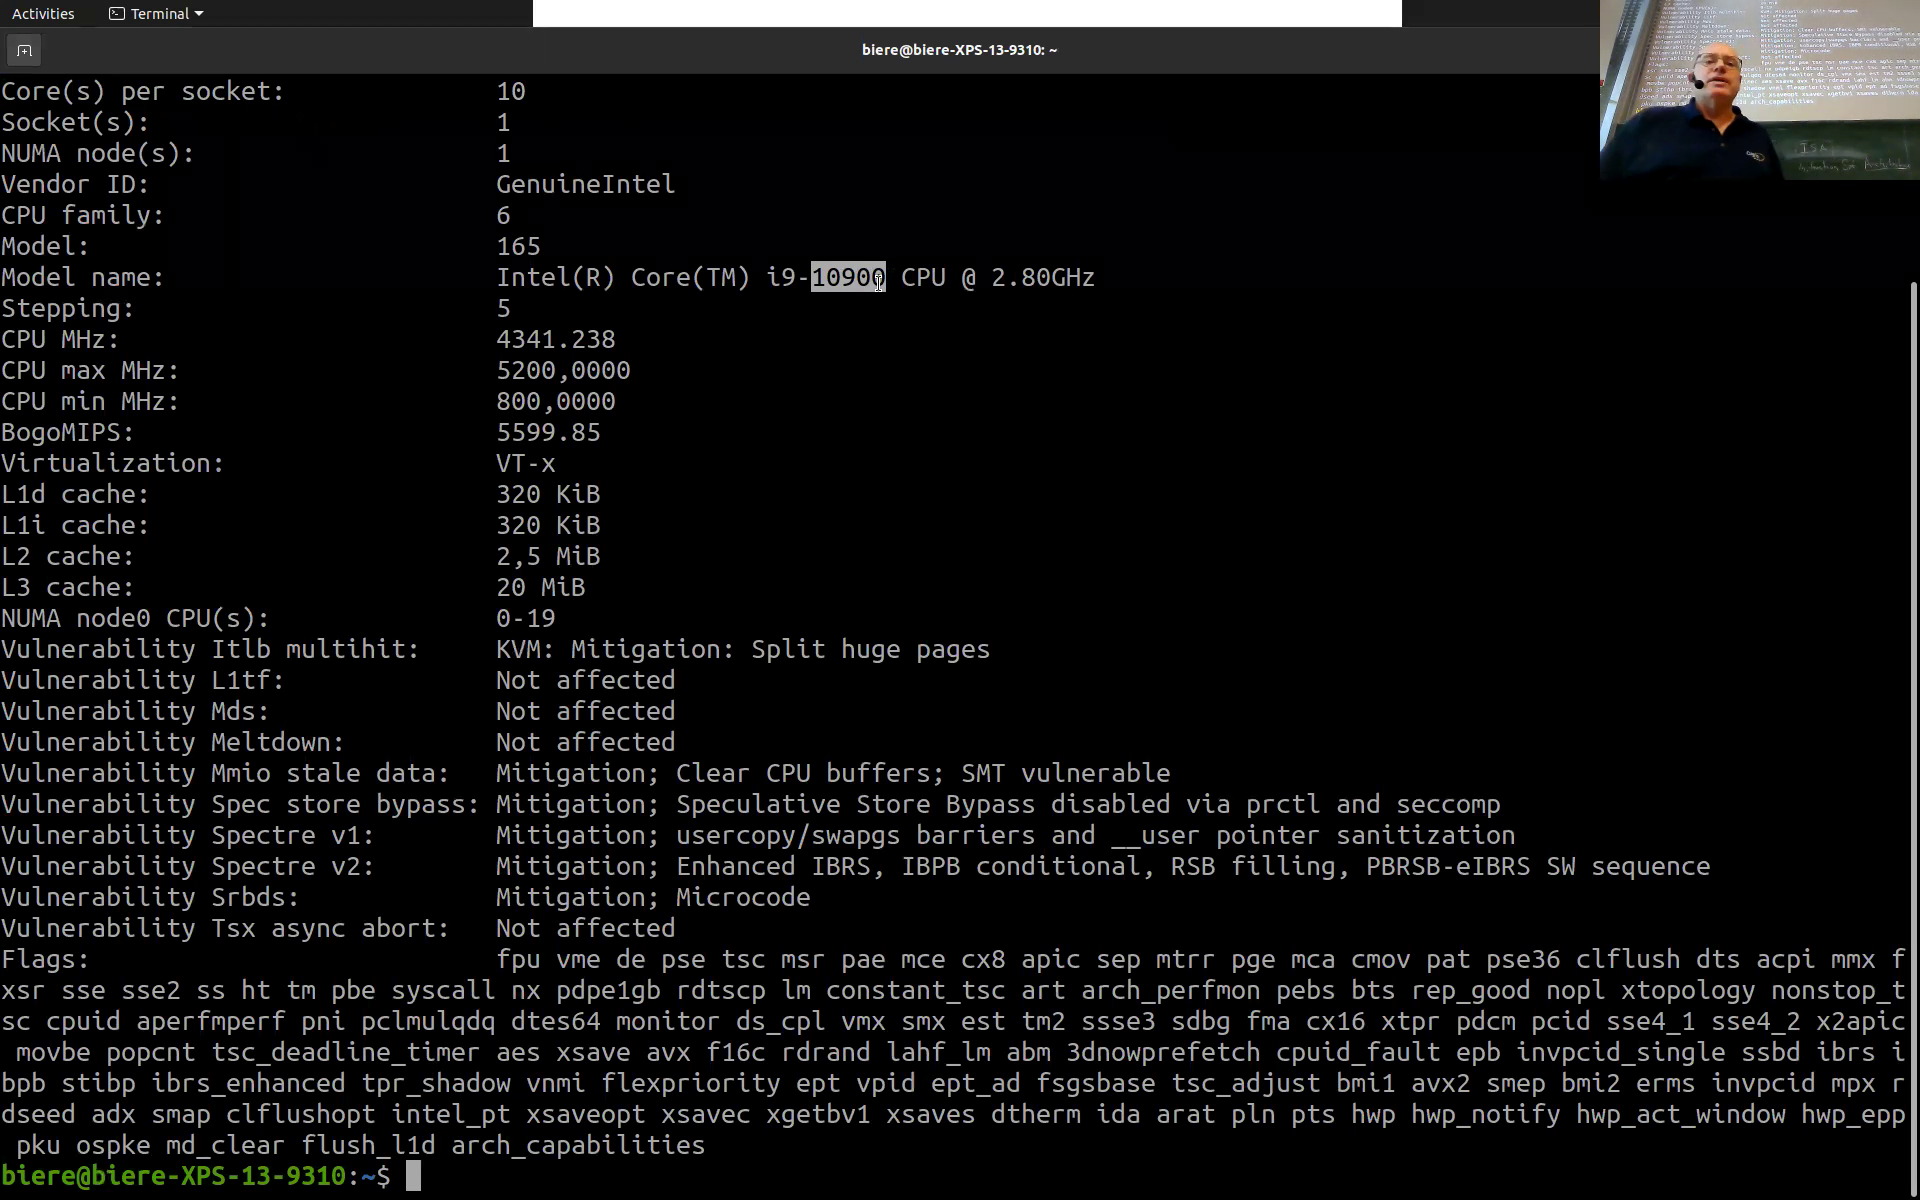 Activities Terminal
biere@biere-XPS-13-9310: ~
Core(s) per socket: 10
Socket(s): 1
NUMA node(s): 1
Vendor ID: GenuineIntel
CPU family: 6
Model: 165
Model name: Intel(R) Core(TM) i9-10900 CPU @ 2.80GHz
Stepping: 5
CPU MHz: 4341.238
CPU max MHz: 5200,0000
CPU min MHz: 800,0000
BogoMIPS: 5599.85
Virtualization: VT-x
L1d cache: 320 KiB
L1i cache: 320 KiB
L2 cache: 2,5 MiB
L3 cache: 20 MiB
NUMA node0 CPU(s): 0-19
Vulnerability Itlb multihit: KVM: Mitigation: Split huge pages
Vulnerability L1tf: Not affected
Vulnerability Mds: Not affected
Vulnerability Meltdown: Not affected
Vulnerability Mmio stale data: Mitigation; Clear CPU buffers; SMT vulnerable
Vulnerability Spec store bypass: Mitigation; Speculative Store Bypass disabled via prctl and seccomp
Vulnerability Spectre v1: Mitigation; usercopy/swapgs barriers and __user pointer sanitization
Vulnerability Spectre v2: Mitigation; Enhanced IBRS, IBPB conditional, RSB filling, PBRSB-eIBRS SW sequence
Vulnerability Srbds: Mitigation; Microcode
Vulnerability Tsx async abort: Not affected
Flags: fpu vme de pse tsc msr pae mce cx8 apic sep mtrr pge mca cmov pat pse36 clflush dts acpi mmx f
xsr sse sse2 ss ht tm pbe syscall nx pdpe1gb rdtscp lm constant_tsc art arch_perfmon pebs bts rep_good nopl xtopology nonstop_t
sc cpuid aperfmperf pni pclmulqdq dtes64 monitor ds_cpl vmx smx est tm2 ssse3 sdbg fma cx16 xtpr pdcm pcid sse4_1 sse4_2 x2apic
movbe popcnt tsc_deadline_timer aes xsave avx f16c rdrand lahf_lm abm 3dnowprefetch cpuid_fault epb invpcid_single ssbd ibrs i
bpb stibp ibrs_enhanced tpr_shadow vnmi flexpriority ept vpid ept_ad fsgsbase tsc_adjust bmi1 avx2 smep bmi2 erms invpcid mpx r
dseed adx smap clflushopt intel_pt xsaveopt xsavec xgetbv1 xsaves dtherm ida arat pln pts hwp hwp_notify hwp_act_window hwp_epp
pku ospke md_clear flush_l1d arch_capabilities
biere@biere-XPS-13-9310:~$